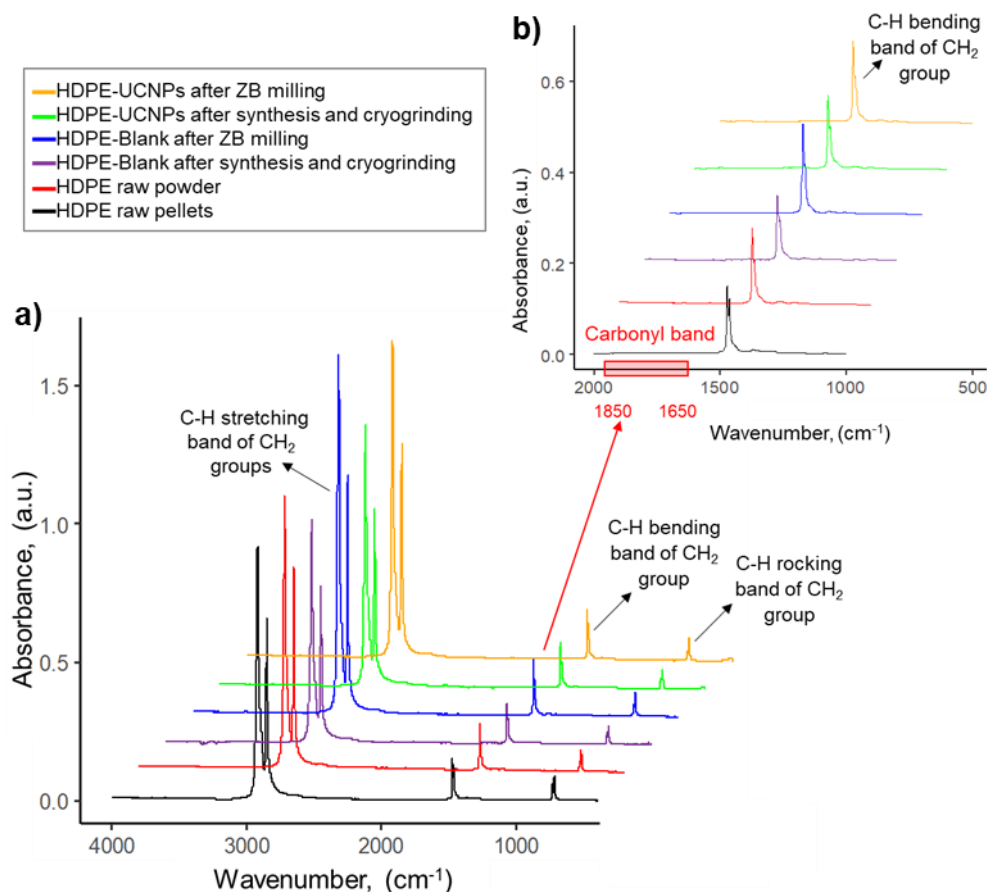 b)
C-H bending
band of CH₂
group
HDPE-UCNPs after ZB milling
HDPE-UCNPs after synthesis and cryogrinding
HDPE-Blank after ZB milling
HDPE-Blank after synthesis and cryogrinding
HDPE raw powder
HDPE raw pellets
Absorbance, (a.u.)
0.6
0.4
0.2
0.0
Carbonyl band
2000
1500
1000
500
1850
1650
Wavenumber, (cm⁻¹)
a)
Absorbance, (a.u.)
1.5
1.0
0.5
0.0
C-H stretching
band of CH₂
groups
C-H bending
band of CH₂
group
C-H rocking
band of CH₂
group
4000
3000
2000
1000
Wavenumber, (cm⁻¹)